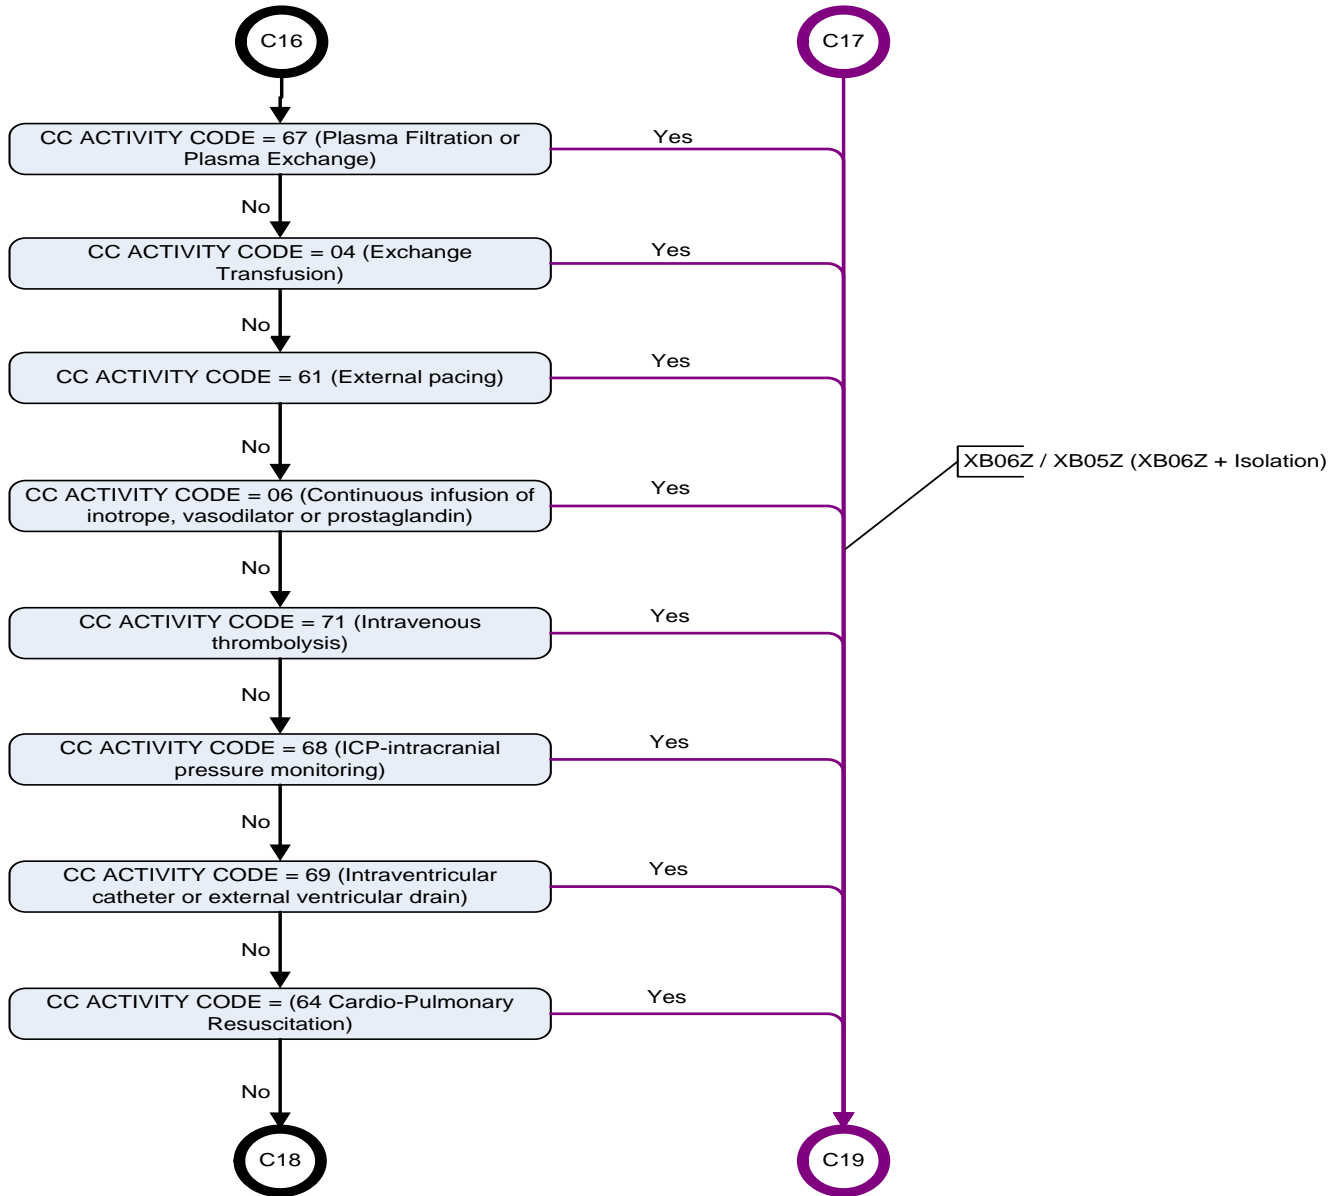 C16
C17
CC ACTIVITY CODE = 67 (Plasma Filtration or
Plasma Exchange)
Yes
No
CC ACTIVITY CODE = 04 (Exchange
Transfusion)
Yes
No
CC ACTIVITY CODE = 61 (External pacing)
Yes
No
XB06Z / XB05Z (XB06Z + Isolation)
CC ACTIVITY CODE = 06 (Continuous infusion of
inotrope, vasodilator or prostaglandin)
Yes
No
CC ACTIVITY CODE = 71 (Intravenous
thrombolysis)
Yes
No
CC ACTIVITY CODE = 68 (ICP-intracranial
pressure monitoring)
Yes
No
CC ACTIVITY CODE = 69 (Intraventricular
catheter or external ventricular drain)
Yes
No
CC ACTIVITY CODE = (64 Cardio-Pulmonary
Resuscitation)
Yes
No
C18
C19